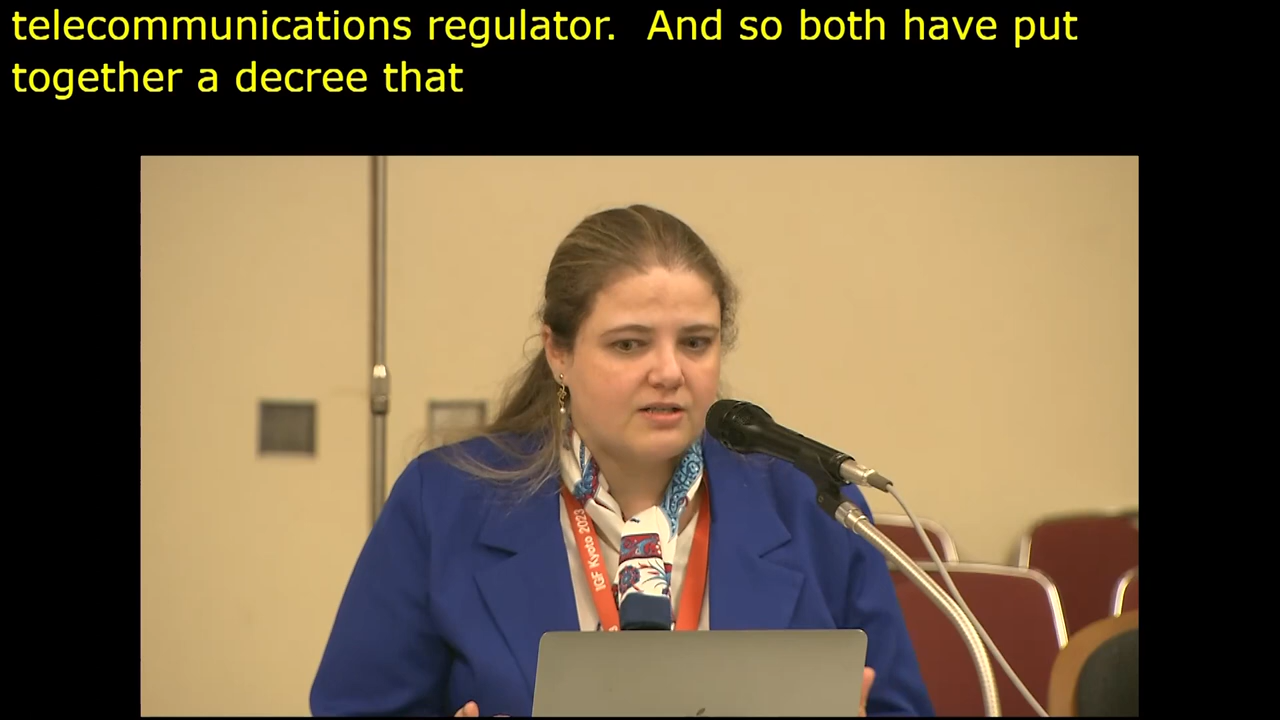 telecommunications regulator.  And so both have put
together a decree that
IGF Kyoto 2023